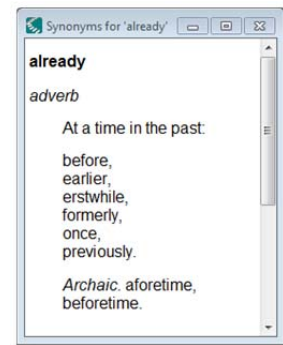 Synonyms for 'already'
already
adverb
At a time in the past:
before,
earlier,
erstwhile,
formerly,
once,
previously.
Archaic. aforetime,
beforetime.